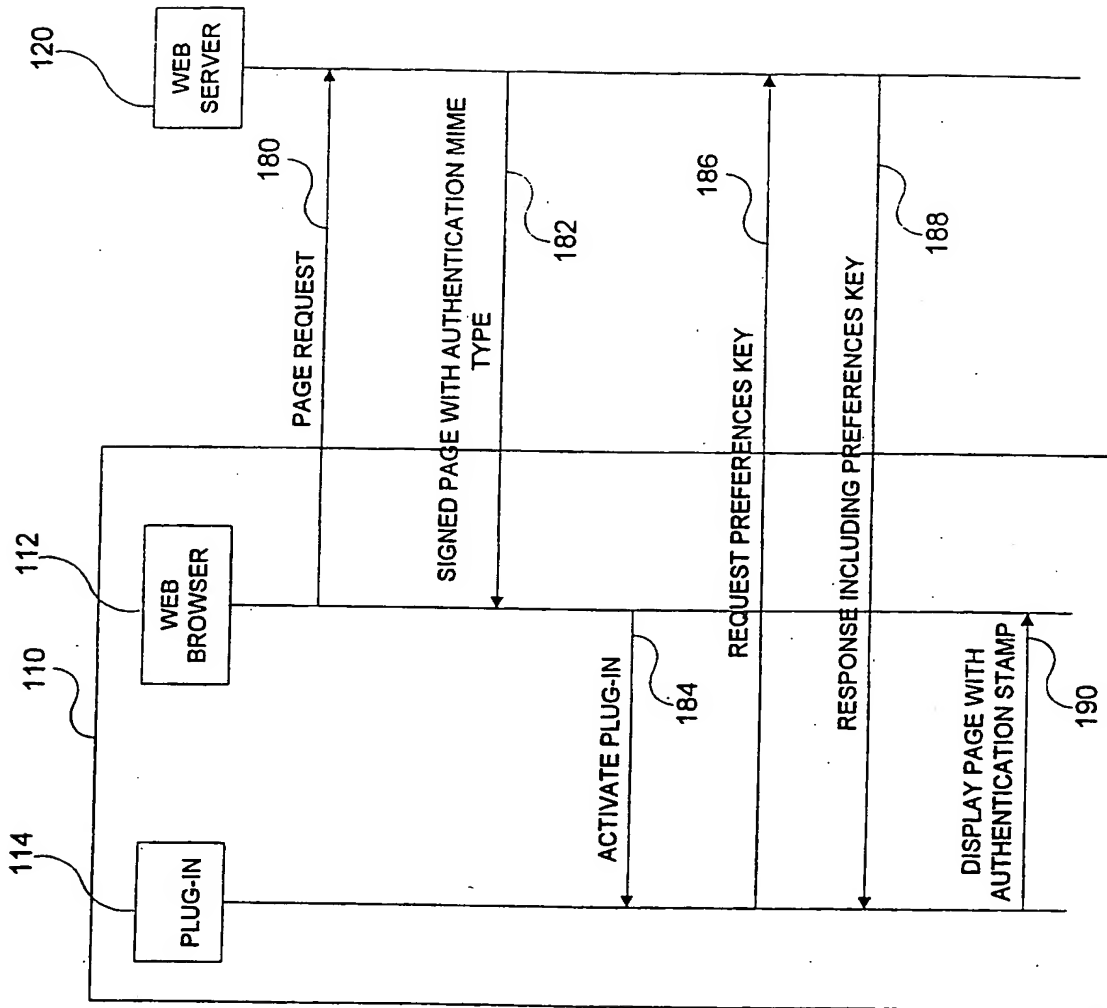 110
114
PLUG-IN
112
WEB
BROWSER
120
WEB
SERVER
PAGE REQUEST
180
SIGNED PAGE WITH AUTHENTICATION MIME
TYPE
182
ACTIVATE PLUG-IN
184
REQUEST PREFERENCES KEY
186
RESPONSE INCLUDING PREFERENCES KEY
188
DISPLAY PAGE WITH
AUTHENTICATION STAMP
190